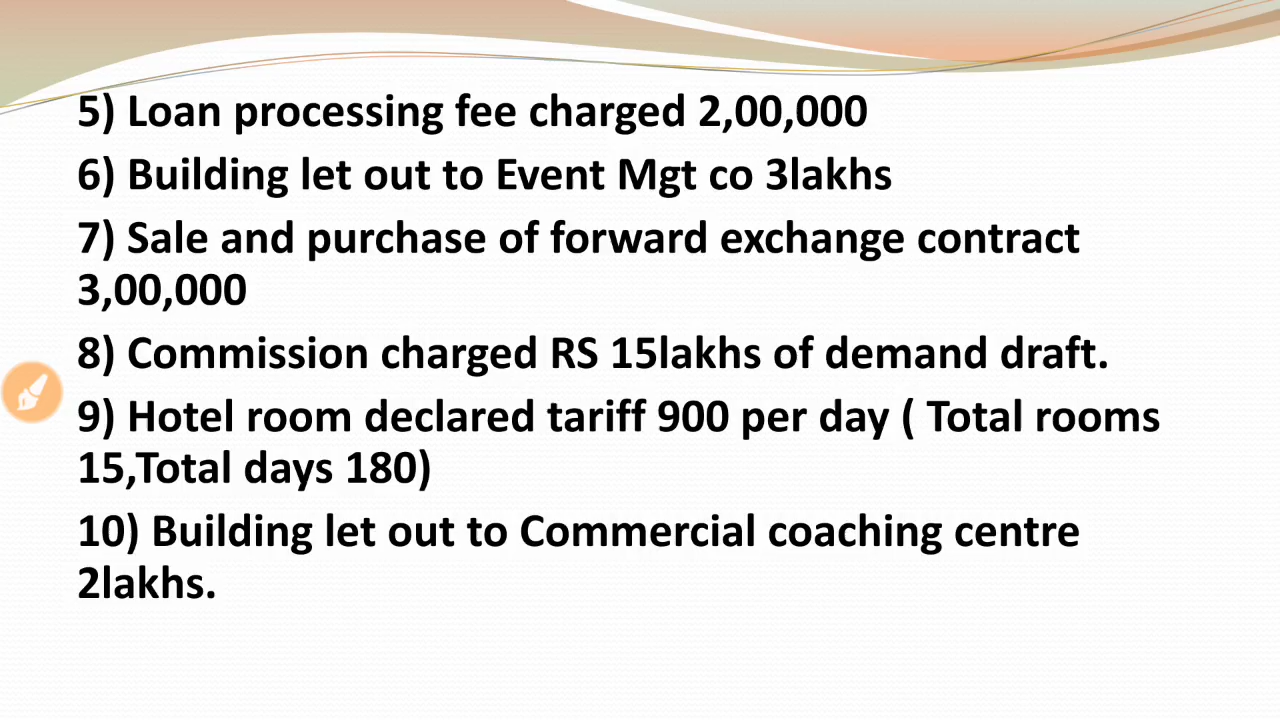 5) Loan processing fee charged 2,00,000
6) Building let out to Event Mgt co 3lakhs
7) Sale and purchase of forward exchange contract
3,00,000
8) Commission charged RS 15lakhs of demand draft.
9) Hotel room declared tariff 900 per day ( Total rooms
15,Total days 180)
10) Building let out to Commercial coaching centre
2lakhs.